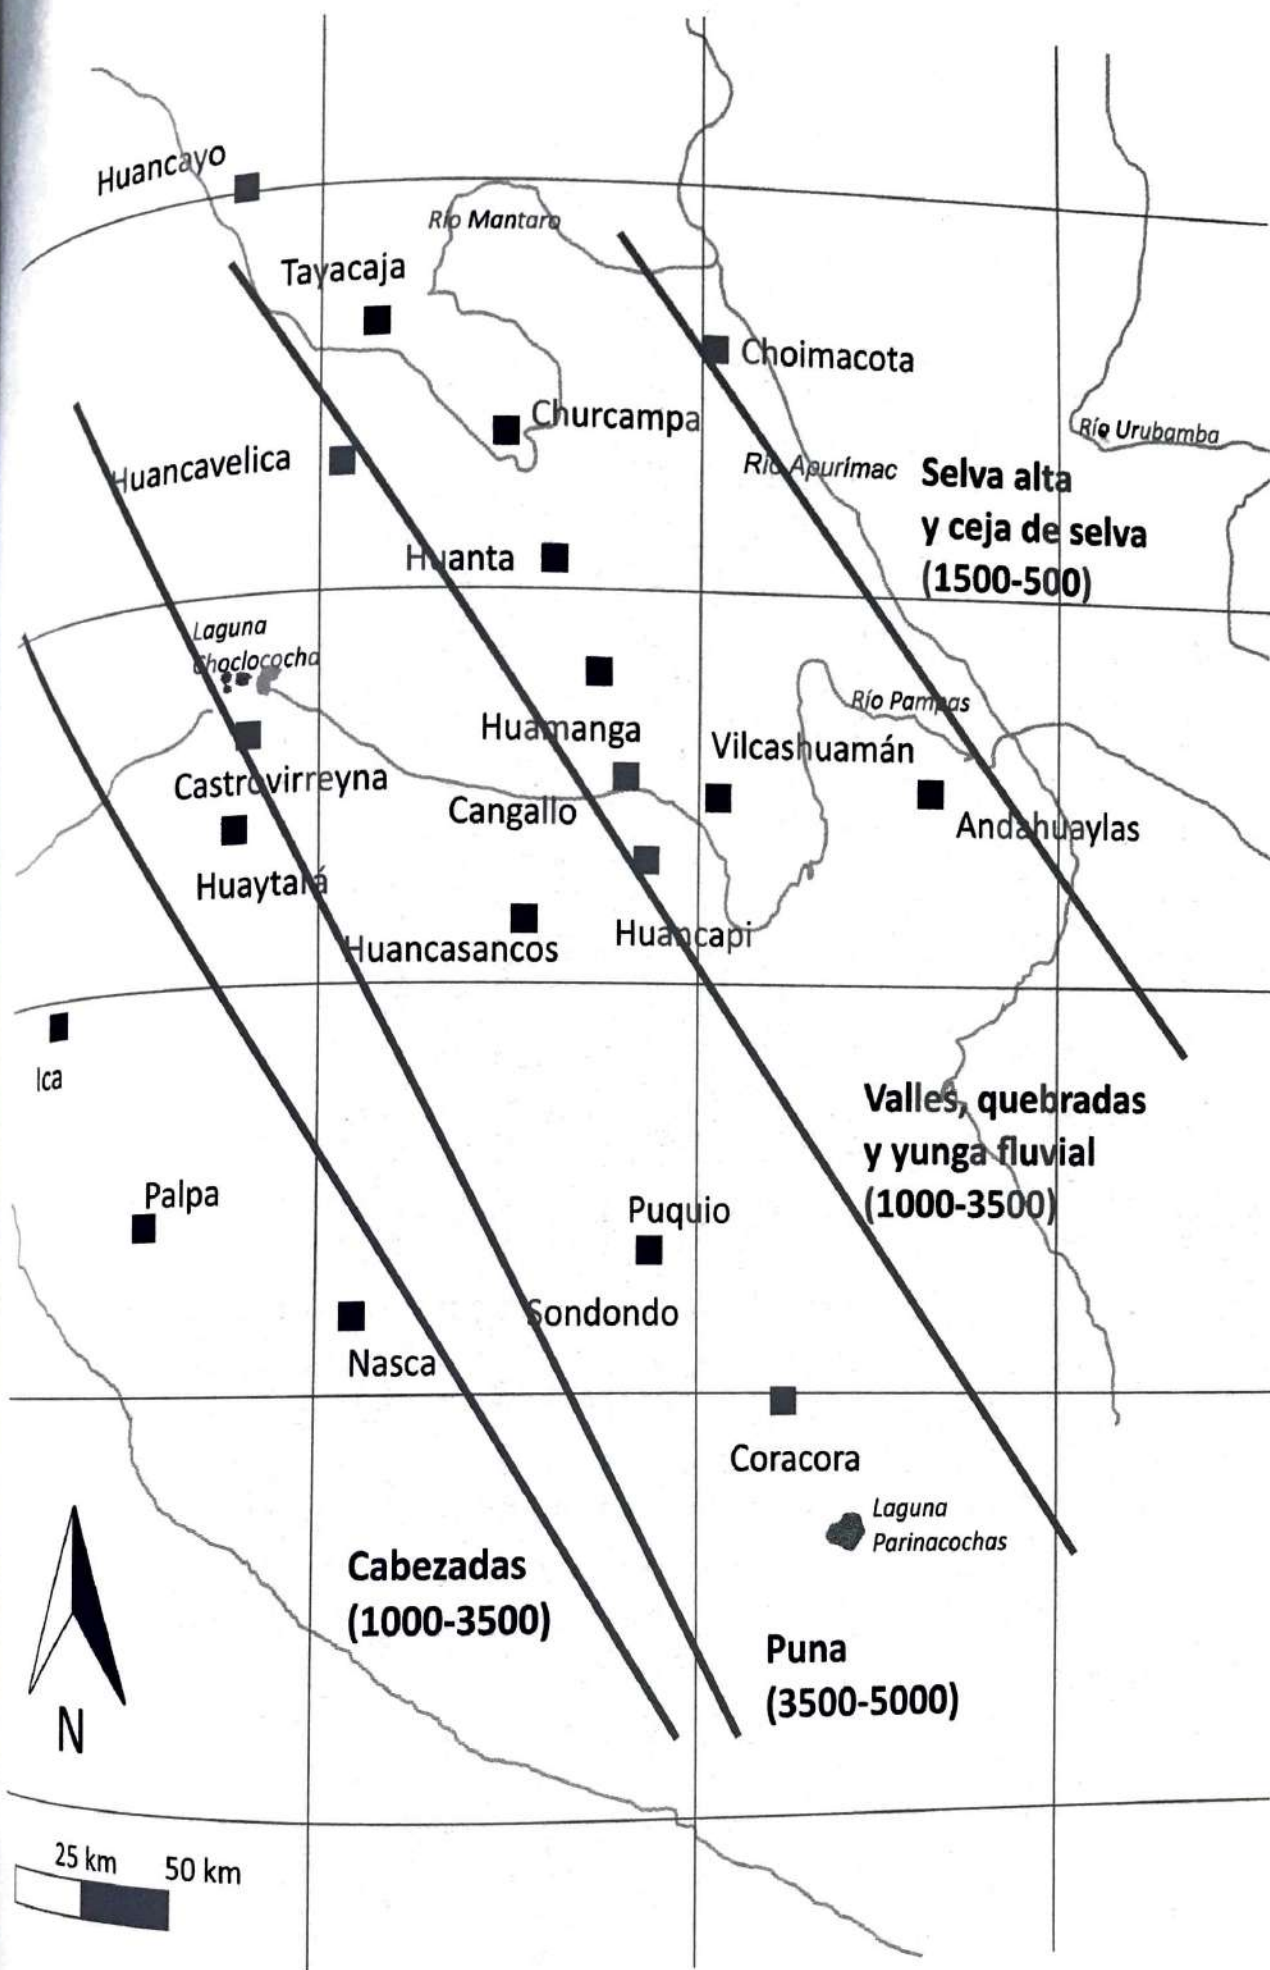 Huancayo
Río Mantaro
Tayacaja
Choimacota
Churcampa
Río Urubamba
Huancavelica
Río Apurímac
Selva alta
y ceja de selva
(1500-500)
Huanta
Laguna
Choclococha
Río Pampas
Huamanga
Vilcashuamán
Castrovirreyna
Cangallo
Andahuaylas
Huaytará
Huancapi
Huancasancos
Ica
Valles, quebradas
y yunga fluvial
(1000-3500)
Palpa
Puquio
Sondondo
Nasca
Coracora
Laguna
Parinacochas
Cabezadas
(1000-3500)
Puna
(3500-5000)
N
25 km 50 km